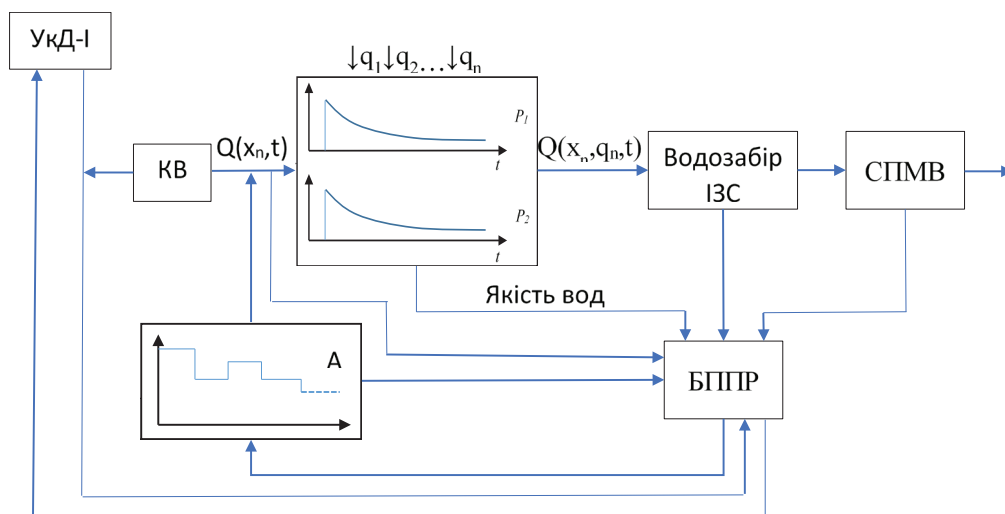 УкД-І
↓q₁↓q₂…↓qₙ
P₁
t
P₂
t
Q(xₙ,t)
КВ
Q(xₙ,qₙ,t)
Водозабір
ІЗС
СПМВ
Якість вод
А
БППР